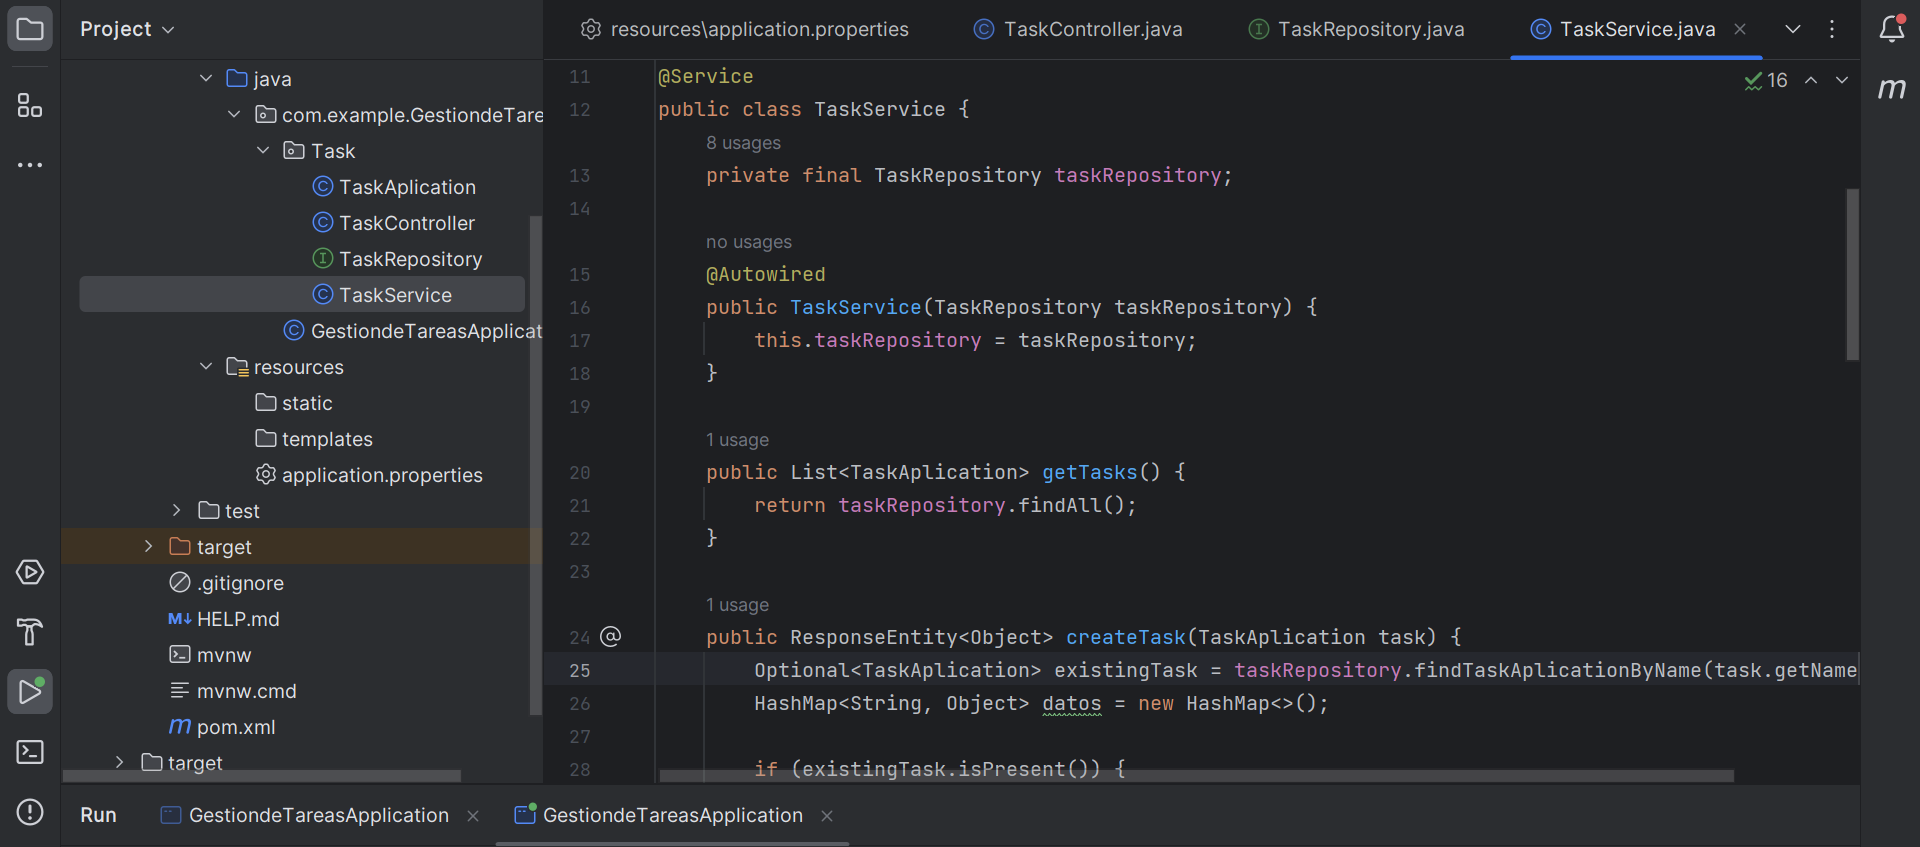 Project
java
com.example.GestiondeTare
Task
TaskAplication
TaskController
TaskRepository
TaskService
GestiondeTareasApplicat
resources
static
templates
application.properties
test
target
.gitignore
M↓ HELP.md
mvnw
mvnw.cmd
m pom.xml
target
resources\application.properties
TaskController.java
TaskRepository.java
TaskService.java
16
m
11 @Service
12 public class TaskService {
8 usages
13 private final TaskRepository taskRepository;
14
no usages
15 @Autowired
16 public TaskService(TaskRepository taskRepository) {
17 this.taskRepository = taskRepository;
18 }
19
1 usage
20 public List<TaskAplication> getTasks() {
21 return taskRepository.findAll();
22 }
23
1 usage
24 @ public ResponseEntity<Object> createTask(TaskAplication task) {
25 Optional<TaskAplication> existingTask = taskRepository.findTaskAplicationByName(task.getName
26 HashMap<String, Object> datos = new HashMap<>();
27
28 if (existingTask.isPresent()) {
Run GestiondeTareasApplication GestiondeTareasApplication